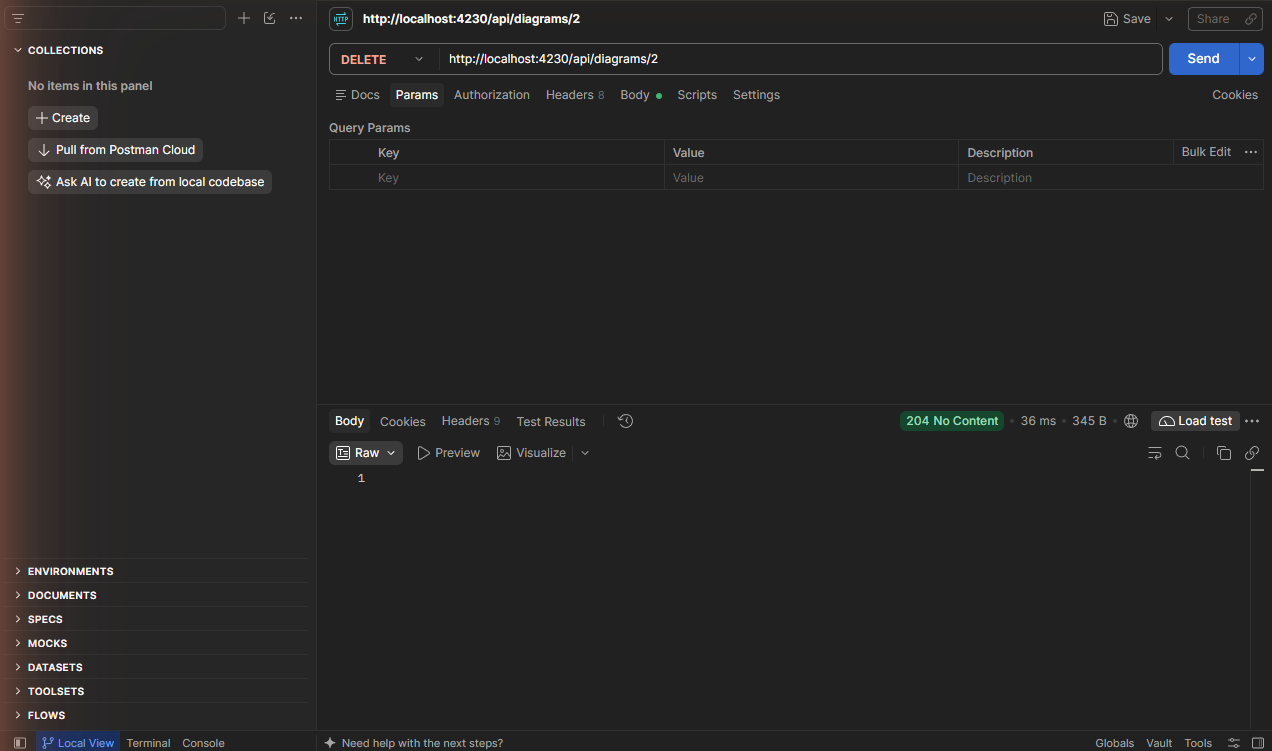 HTTP http://localhost:4230/api/diagrams/2 Save Share
COLLECTIONS
No items in this panel
Create
Pull from Postman Cloud
Ask AI to create from local codebase
ENVIRONMENTS
DOCUMENTS
SPECS
MOCKS
DATASETS
TOOLSETS
FLOWS
DELETE http://localhost:4230/api/diagrams/2 Send
Docs Params Authorization Headers 8 Body Scripts Settings Cookies
Query Params
Key Value Description Bulk Edit
Key Value Description
Body Cookies Headers 9 Test Results 204 No Content 36 ms 345 B Load test
Raw Preview Visualize
1
Local View Terminal Console Need help with the next steps? Globals Vault Tools